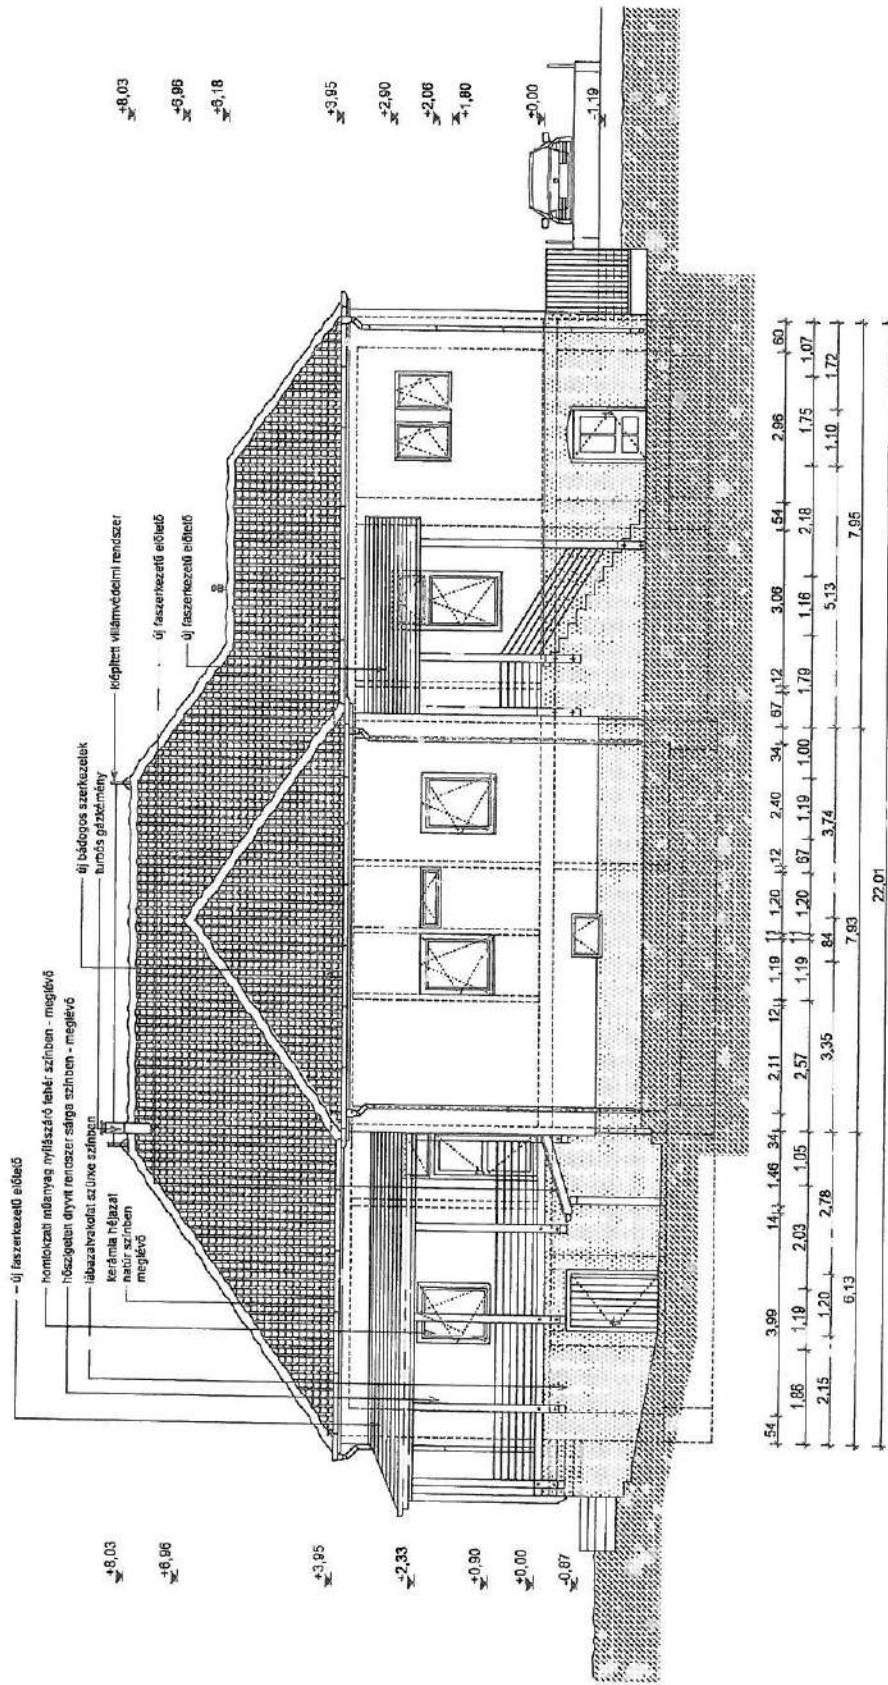 új faszerkezetű előtető
homlokzati műanyag nyílászáró fehér színben - meglévő
hőszigetelt dryvit rendszer sárga színben - meglévő
lábazatvakolat szürke színben
kerámia héjazat
natúr színben
meglévő
új bádogos szerkezetek
turbós gázkémény
kiépített villámvédelmi rendszer
új faszerkezetű előtető
új faszerkezetű előtető
+8,03
+6,96
+3,95
+2,33
+0,90
+0,00
-0,87
+8,03
+6,96
+6,18
+3,95
+2,90
+2,06
+1,80
+0,00
-1,19
54 3,99 14 1,46 34 2,11 12 1,19 11 1,20 12 2,40 34 67 12 3,06 54 2,96 60
1,86 1,19 2,03 1,05 2,57 1,19 11 1,20 67 1,19 1,00 1,79 1,16 2,18 1,75 1,07
2,15 1,20 2,78 3,35 84 3,74 5,13 1,10 1,72
6,13 7,93 7,95
22,01